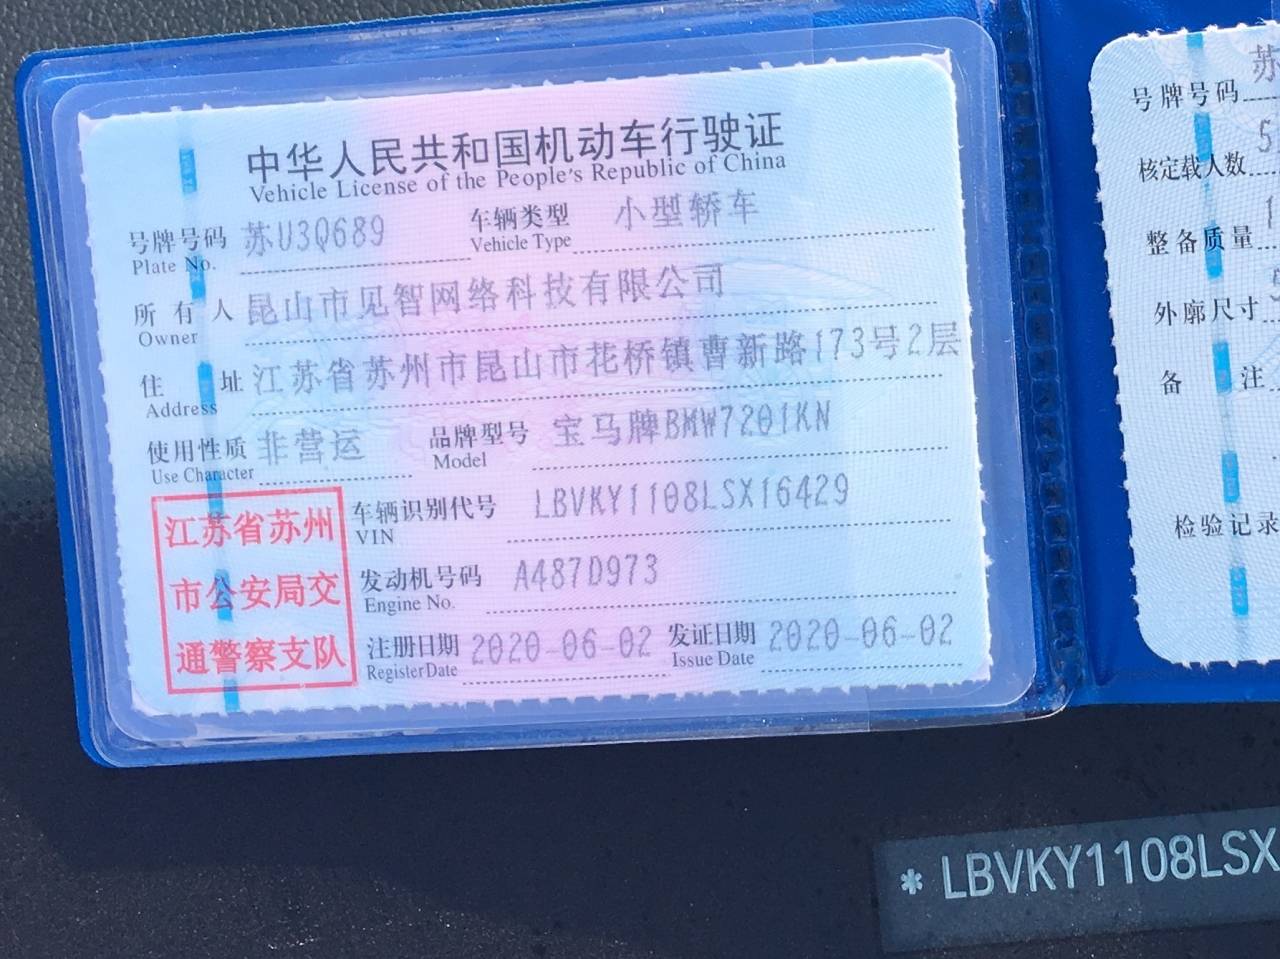 中华人民共和国机动车行驶证
Vehicle License of the People's Republic of China
号牌号码 苏U3Q689 车辆类型 小型轿车
Plate No. Vehicle Type
所有人 昆山市见智网络科技有限公司
Owner
住址 江苏省苏州市昆山市花桥镇曹新路173号2层
Address
使用性质 非营运 品牌型号 宝马牌BMW7201KN
Use Character Model
江苏省苏州
市公安局交
通警察支队
车辆识别代号 LBVKY1108LSX16429
VIN
发动机号码 A487D973
Engine No.
注册日期 2020-06-02 发证日期 2020-06-02
Register Date Issue Date
号牌号码 苏
核定载人数 5
整备质量
外廓尺寸
备注
检验记录
* LBVKY1108LSX